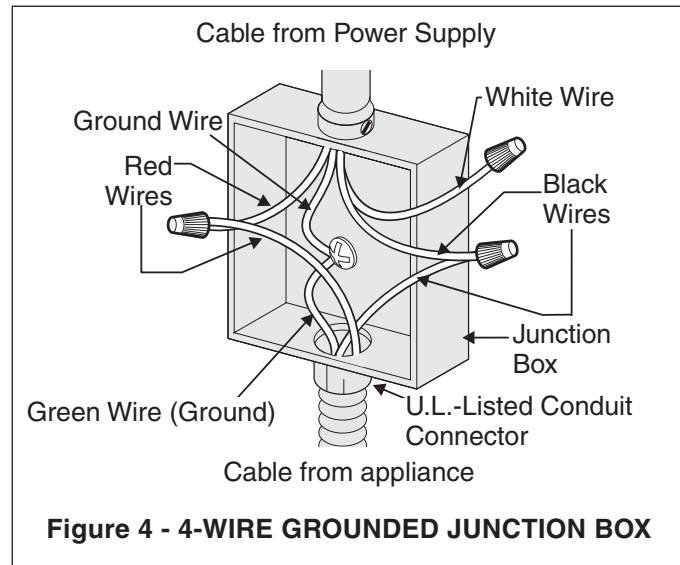 Cable from Power Supply
White Wire
Ground Wire
Red
Wires
Black
Wires
Junction
Box
Green Wire (Ground)
U.L.-Listed Conduit
Connector
Cable from appliance
Figure 4 - 4-WIRE GROUNDED JUNCTION BOX